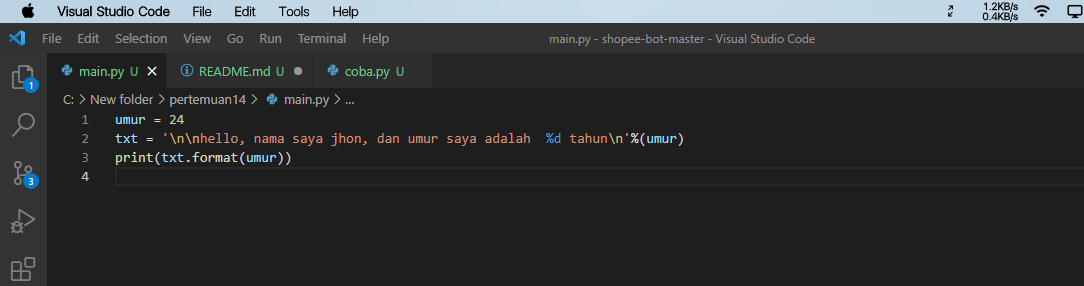 Visual Studio Code File Edit Tools Help 1.2KB/s
0.4KB/s
File Edit Selection View Go Run Terminal Help main.py - shopee-bot-master - Visual Studio Code
main.py U README.md U coba.py U
C: > New folder > pertemuan14 > main.py > ...
1
1 umur = 24
2 txt = '\n\nhello, nama saya jhon, dan umur saya adalah  %d tahun\n'%(umur)
3 print(txt.format(umur))
4
3